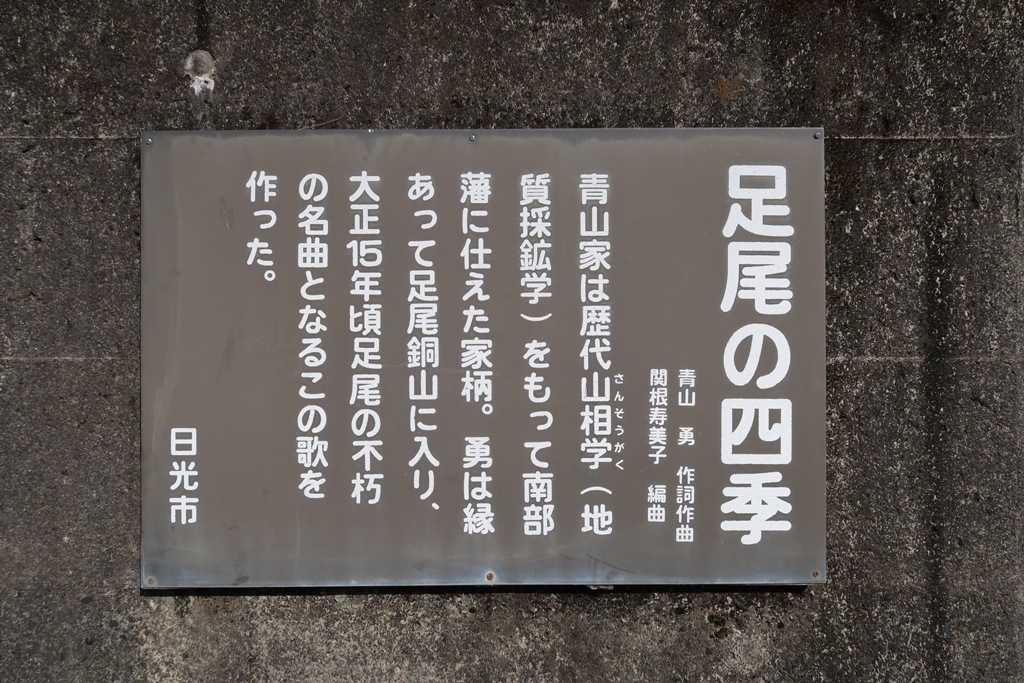 足尾の四季
青山 勇 作詞作曲
関根寿美子 編曲
青山家は歴代山相学(地
さんそうがく
質採鉱学)をもって南部
藩に仕えた家柄。勇は縁
あって足尾銅山に入り、
大正15年頃足尾の不朽
の名曲となるこの歌を
作った。
日光市